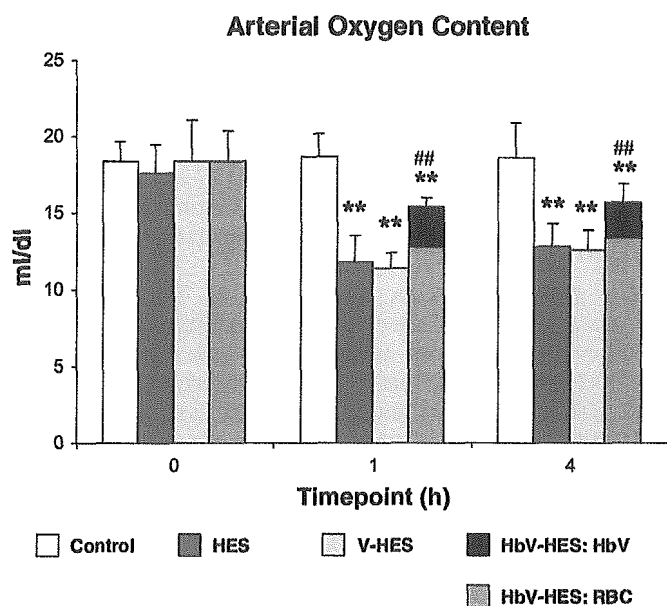 Arterial Oxygen Content
25
20
15
10
5
0
ml/dl
** ** ## **
** ** ## **
0 1 4
Timepoint (h)
Control HES V-HES HbV-HES: HbV
HbV-HES: RBC